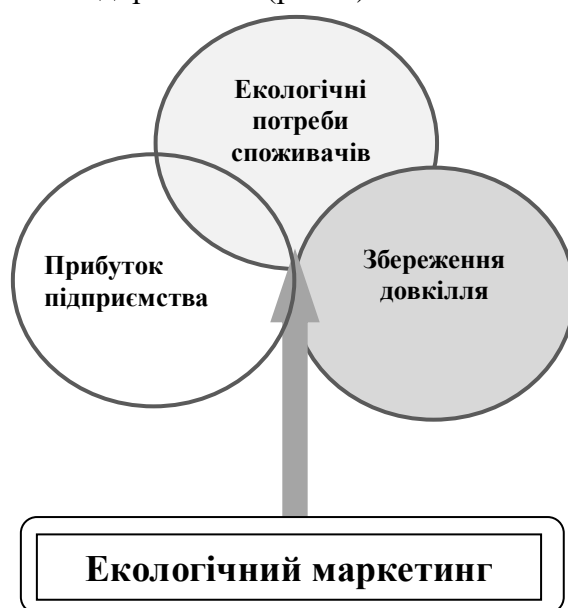 Екологічні
потреби
споживачів
Прибуток
підприємства
Збереження
довкілля
Екологічний маркетинг